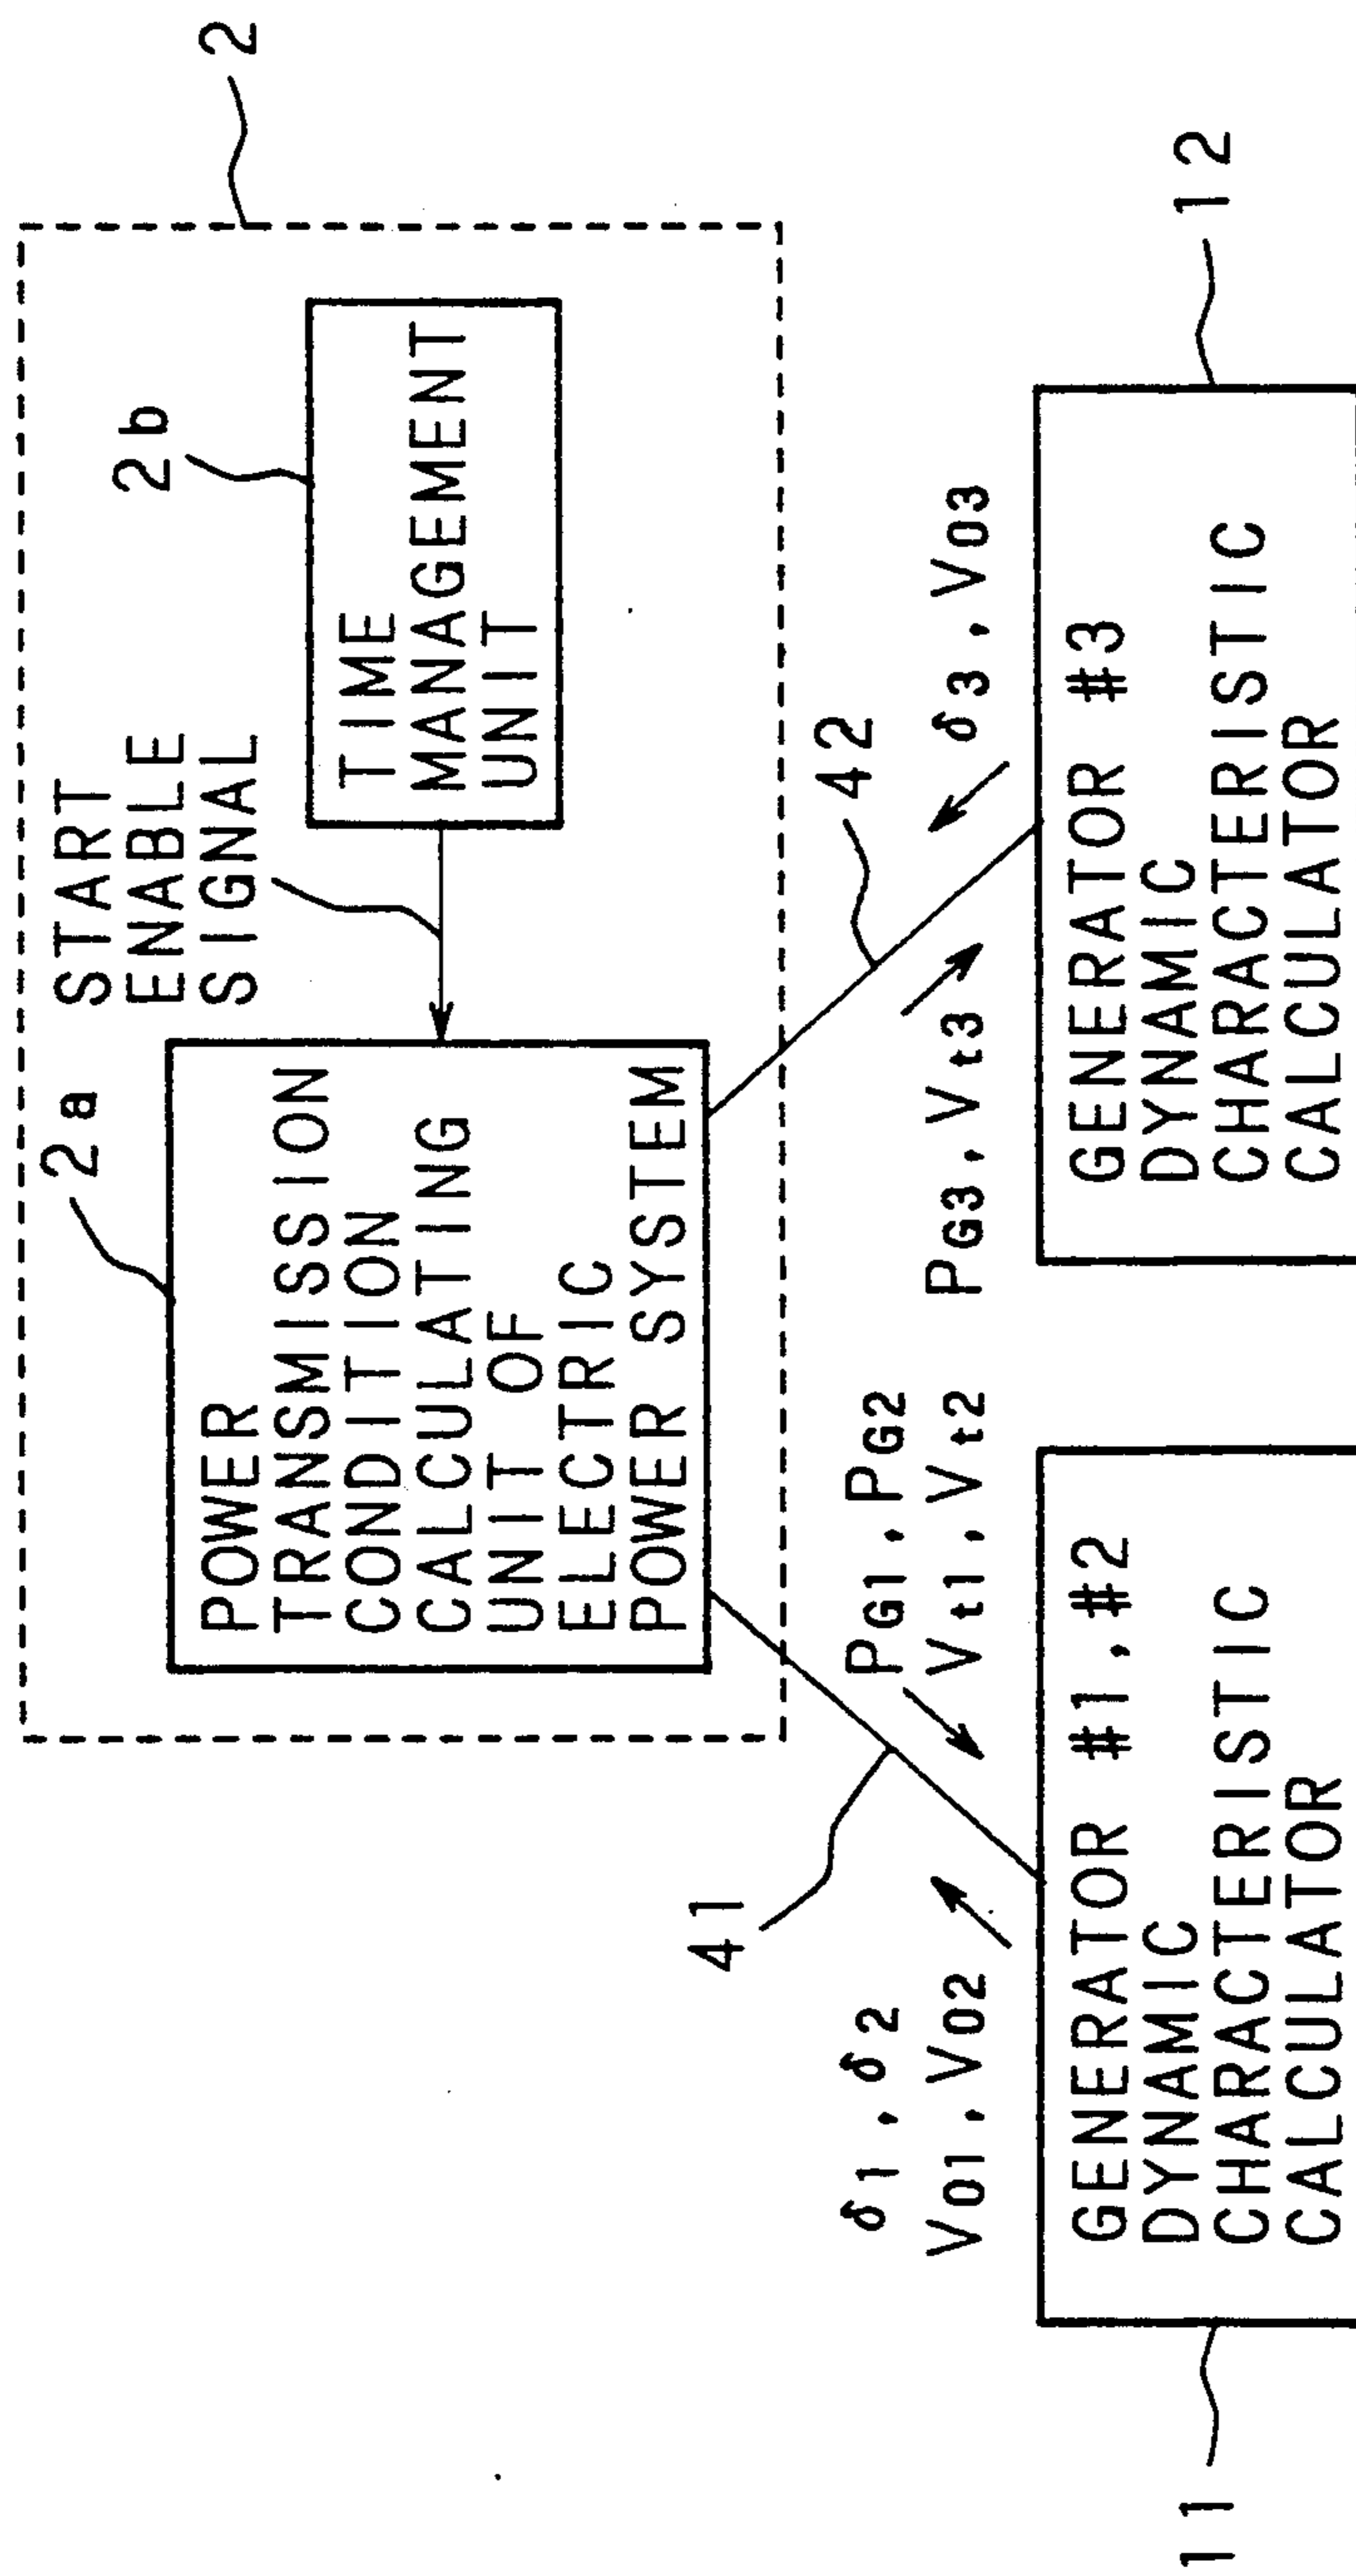 2
2a
START
ENABLE
SIGNAL
2b
POWER
TRANSMISSION
CONDITION
CALCULATING
UNIT OF
ELECTRIC
POWER SYSTEM
TIME
MANAGEMENT
UNIT
41
42
δ1, δ2
V01, V02
PG1, PG2
Vt1, Vt2
PG3, Vt3
δ3, V03
11
GENERATOR #1, #2
DYNAMIC
CHARACTERISTIC
CALCULATOR
GENERATOR #3
DYNAMIC
CHARACTERISTIC
CALCULATOR
12